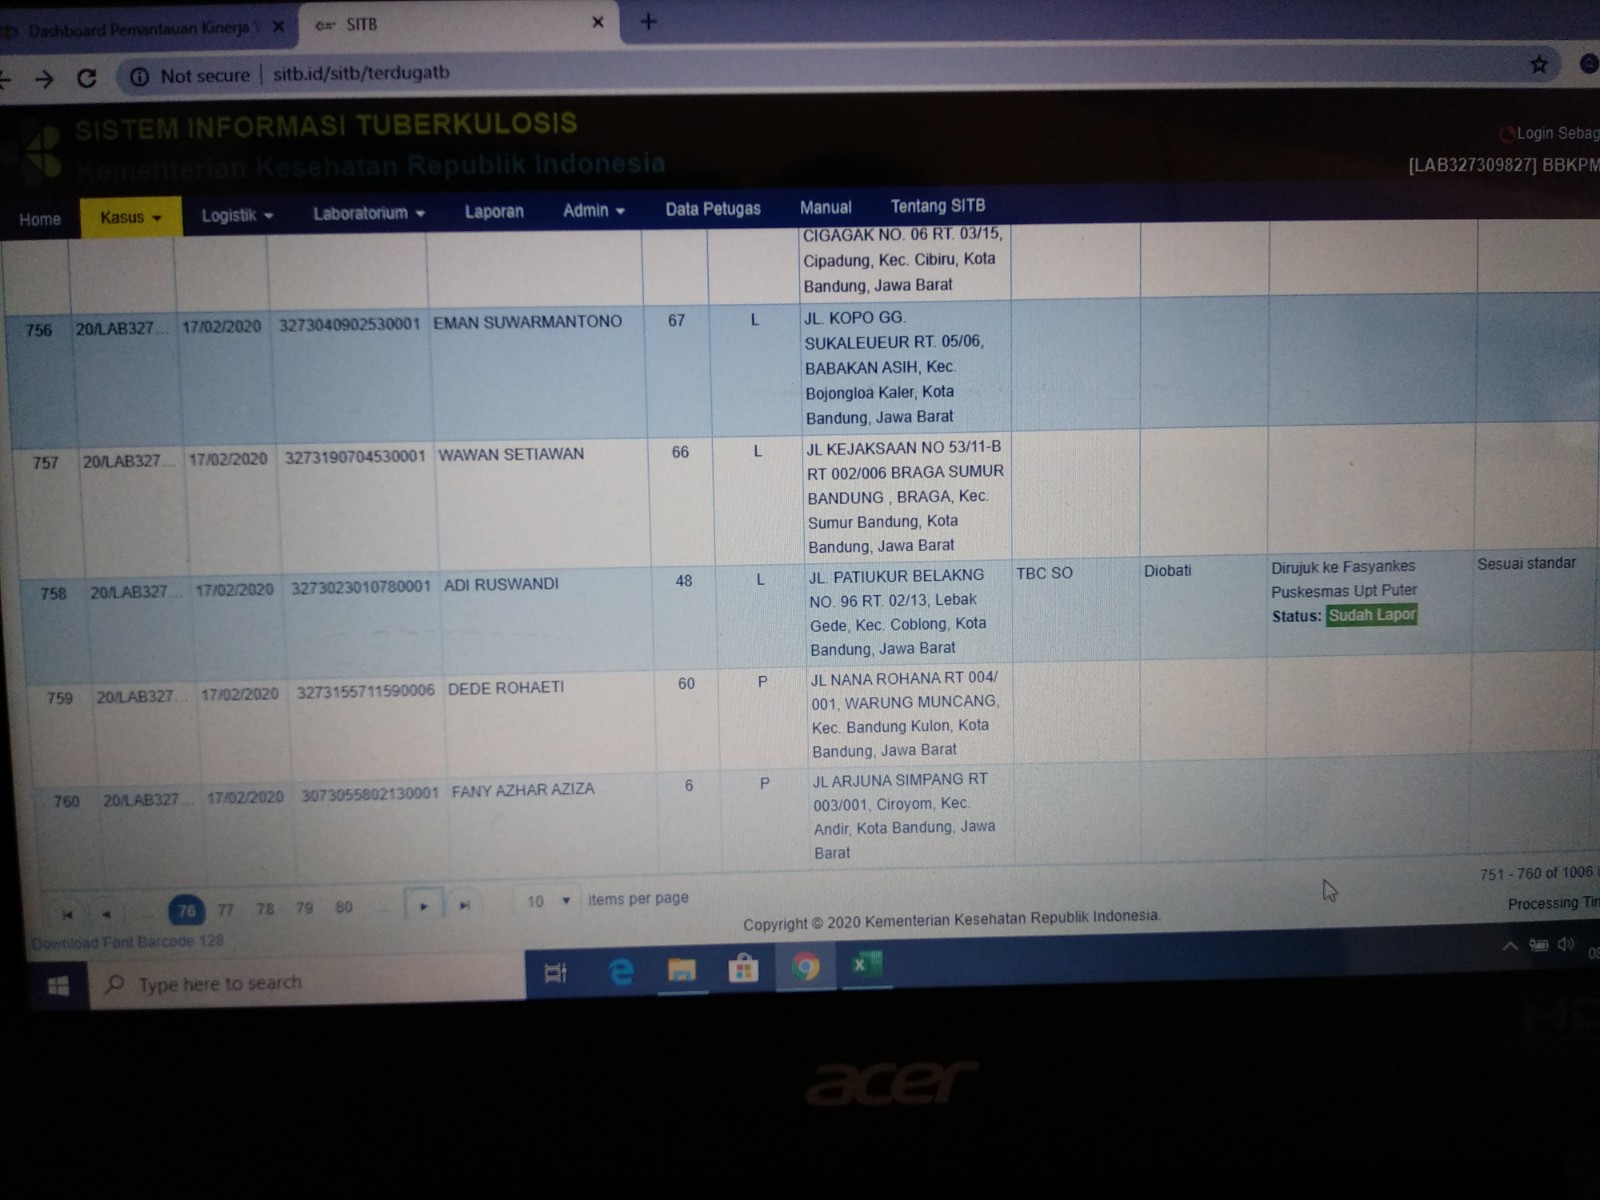 Dashboard Pemantauan Kinerja
SITB
Not secure | sitb.id/sitb/terdugatb
SISTEM INFORMASI TUBERKULOSIS
Kementerian Kesehatan Republik Indonesia
Login Sebag
[LAB327309827] BBKPM
Home Kasus Logistik Laboratorium Laporan Admin Data Petugas Manual Tentang SITB
CIGAGAK NO. 06 RT. 03/15,
Cipadung, Kec. Cibiru, Kota
Bandung, Jawa Barat
756 20/LAB327... 17/02/2020 3273040902530001 EMAN SUWARMANTONO 67 L JL. KOPO GG.
SUKALEUEUR RT. 05/06,
BABAKAN ASIH, Kec.
Bojongloa Kaler, Kota
Bandung, Jawa Barat
757 20/LAB327... 17/02/2020 3273190704530001 WAWAN SETIAWAN 66 L JL KEJAKSAAN NO 53/11-B
RT 002/006 BRAGA SUMUR
BANDUNG , BRAGA, Kec.
Sumur Bandung, Kota
Bandung, Jawa Barat
758 20/LAB327... 17/02/2020 3273023010780001 ADI RUSWANDI 48 L JL. PATIUKUR BELAKNG TBC SO Diobati Dirujuk ke Fasyankes Sesuai standar
NO. 96 RT. 02/13, Lebak Puskesmas Upt Puter
Gede, Kec. Coblong, Kota Status: Sudah Lapor
Bandung, Jawa Barat
759 20/LAB327... 17/02/2020 3273155711590006 DEDE ROHAETI 60 P JL NANA ROHANA RT 004/
001, WARUNG MUNCANG,
Kec. Bandung Kulon, Kota
Bandung, Jawa Barat
760 20/LAB327... 17/02/2020 3073055802130001 FANY AZHAR AZIZA 6 P JL ARJUNA SIMPANG RT
003/001, Ciroyom, Kec.
Andir, Kota Bandung, Jawa
Barat
... 76 77 78 79 80 ... 10 items per page
751 - 760 of 1006
Processing Tim
Copyright © 2020 Kementerian Kesehatan Republik Indonesia.
Download Font Barcode 128
Type here to search
acer